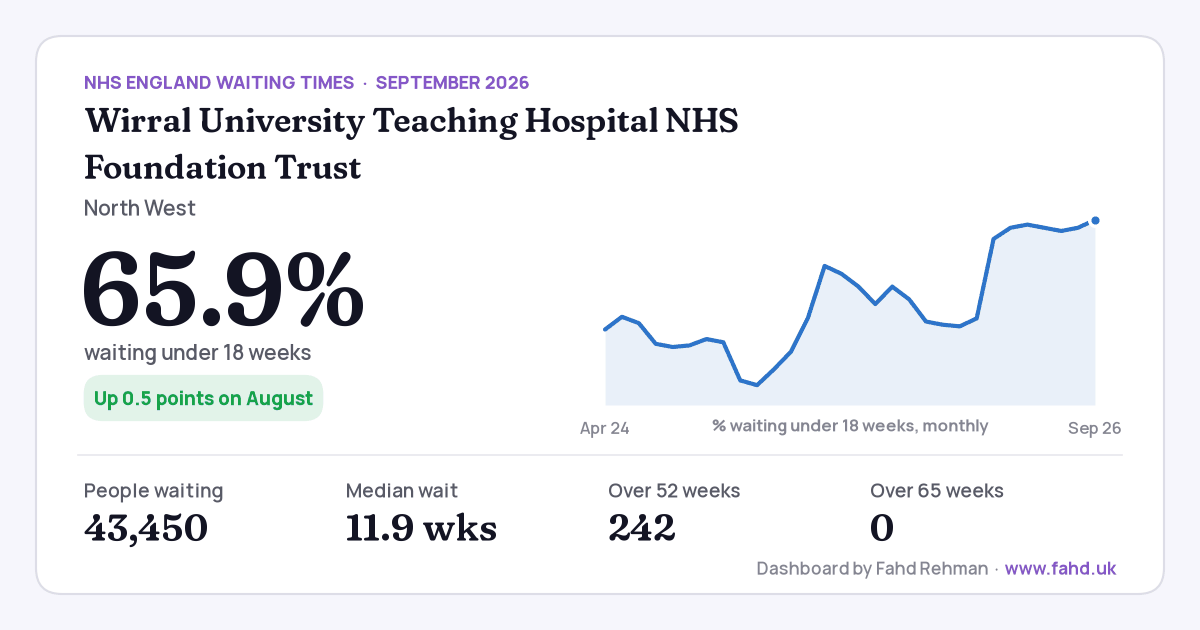 NHS ENGLAND WAITING TIMES · SEPTEMBER 2026
Wirral University Teaching Hospital NHS
Foundation Trust
North West
65.9%
waiting under 18 weeks
Up 0.5 points on August
Apr 24
% waiting under 18 weeks, monthly
Sep 26
People waiting
43,450
Median wait
11.9 wks
Over 52 weeks
242
Over 65 weeks
0
Dashboard by Fahd Rehman · www.fahd.uk